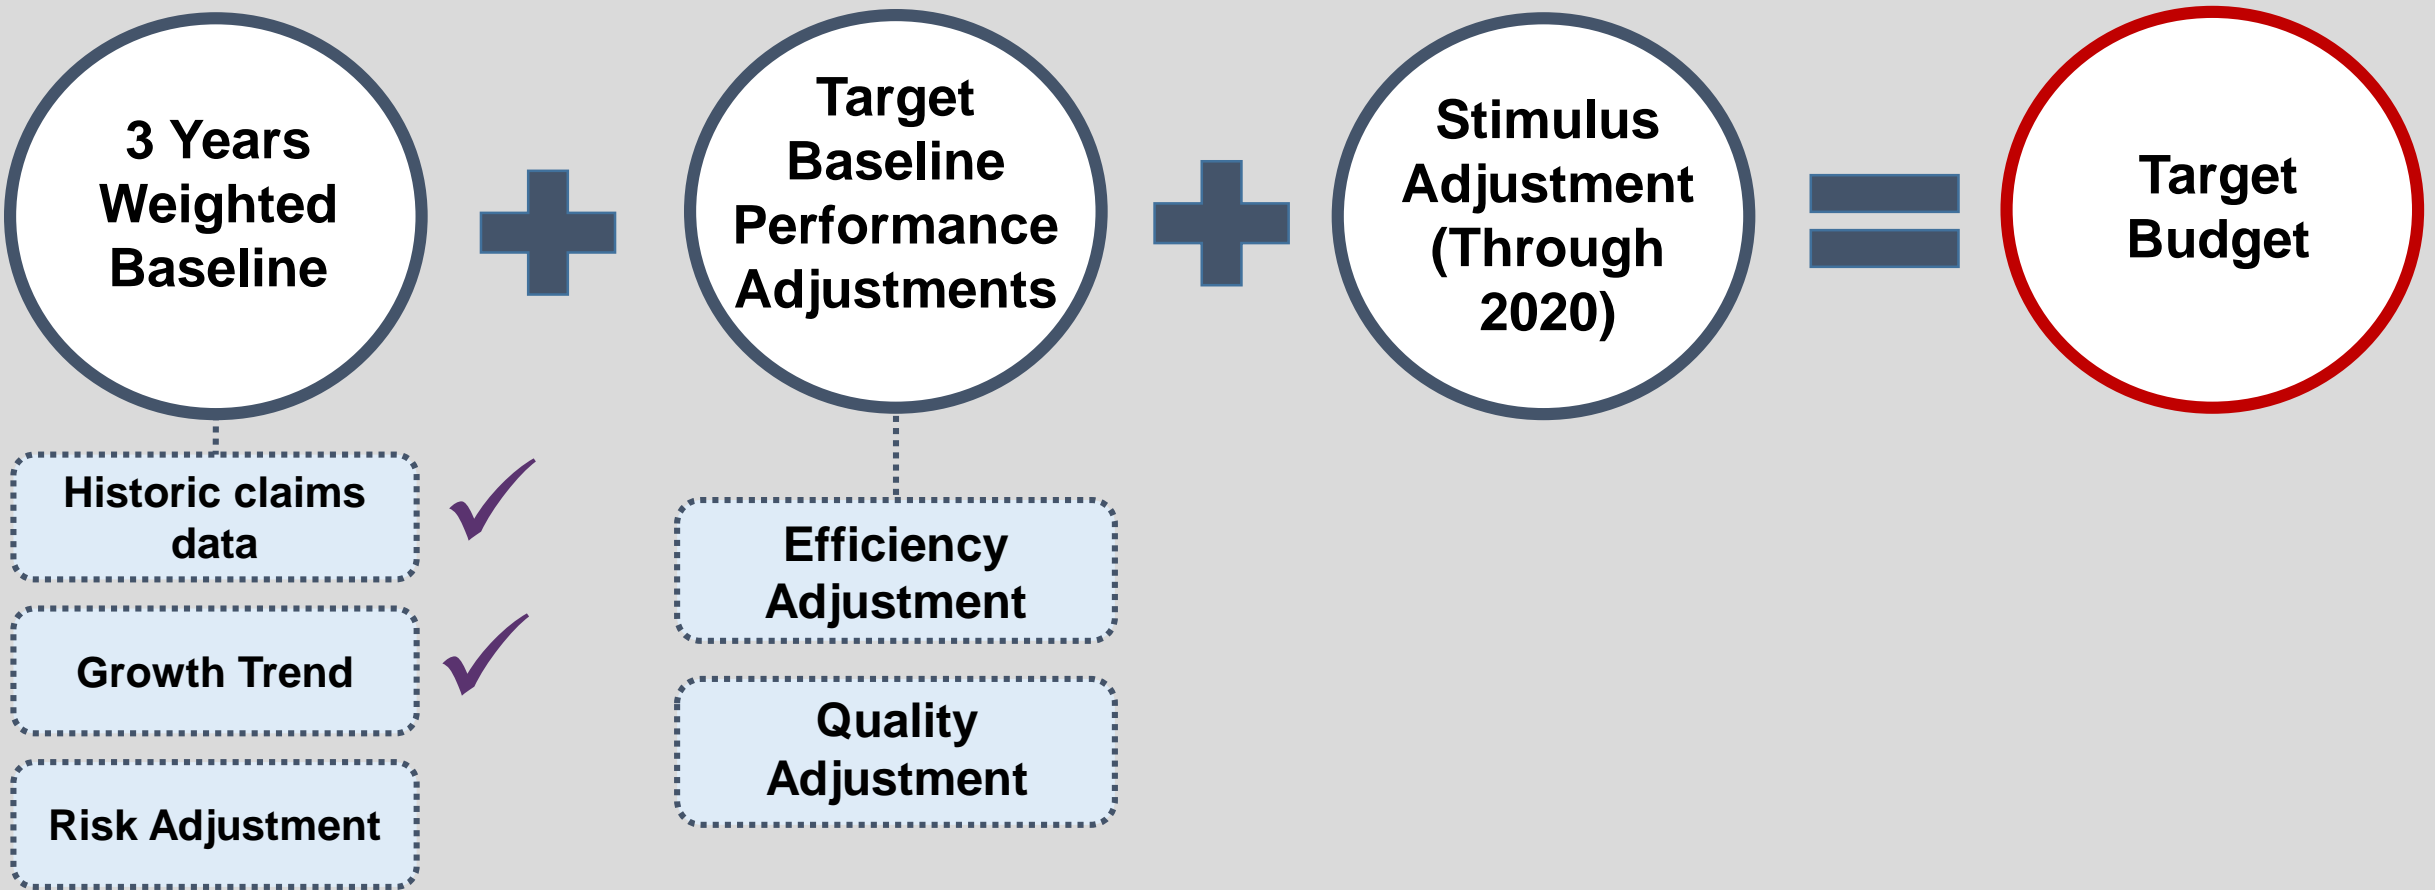 3 Years
Weighted
Baseline
Target
Baseline
Performance
Adjustments
Stimulus
Adjustment
(Through
2020)
Target
Budget
Historic claims
data
Growth Trend
Risk Adjustment
Efficiency
Adjustment
Quality
Adjustment